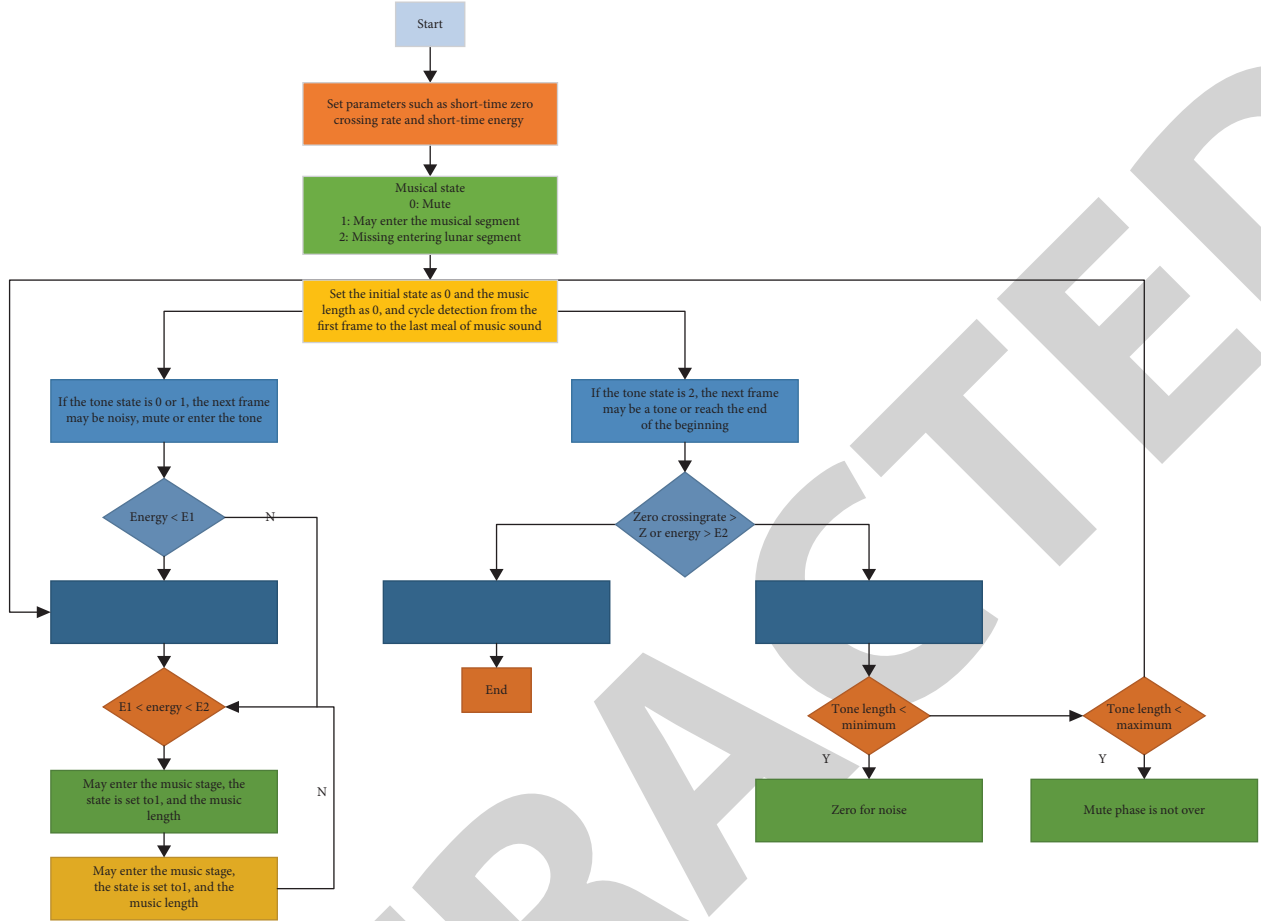 Start
Set parameters such as short-time zero
crossing rate and short-time energy
Musical state
0: Mute
1: May enter the musical segment
2: Missing entering lunar segment
Set the initial state as 0 and the music
length as 0, and cycle detection from the
first frame to the last meal of music sound
If the tone state is 0 or 1, the next frame
may be noisy, mute or enter the tone
If the tone state is 2, the next frame
may be a tone or reach the end
of the beginning
Energy < E1
N
Zero crossingrate >
Z or energy > E2
E1 < energy < E2
End
Tone length <
minimum
Tone length <
maximum
Y
Y
May enter the music stage, the
state is set to1, and the music
length
N
Zero for noise
Mute phase is not over
May enter the music stage,
the state is set to1, and the
music length
RACTED